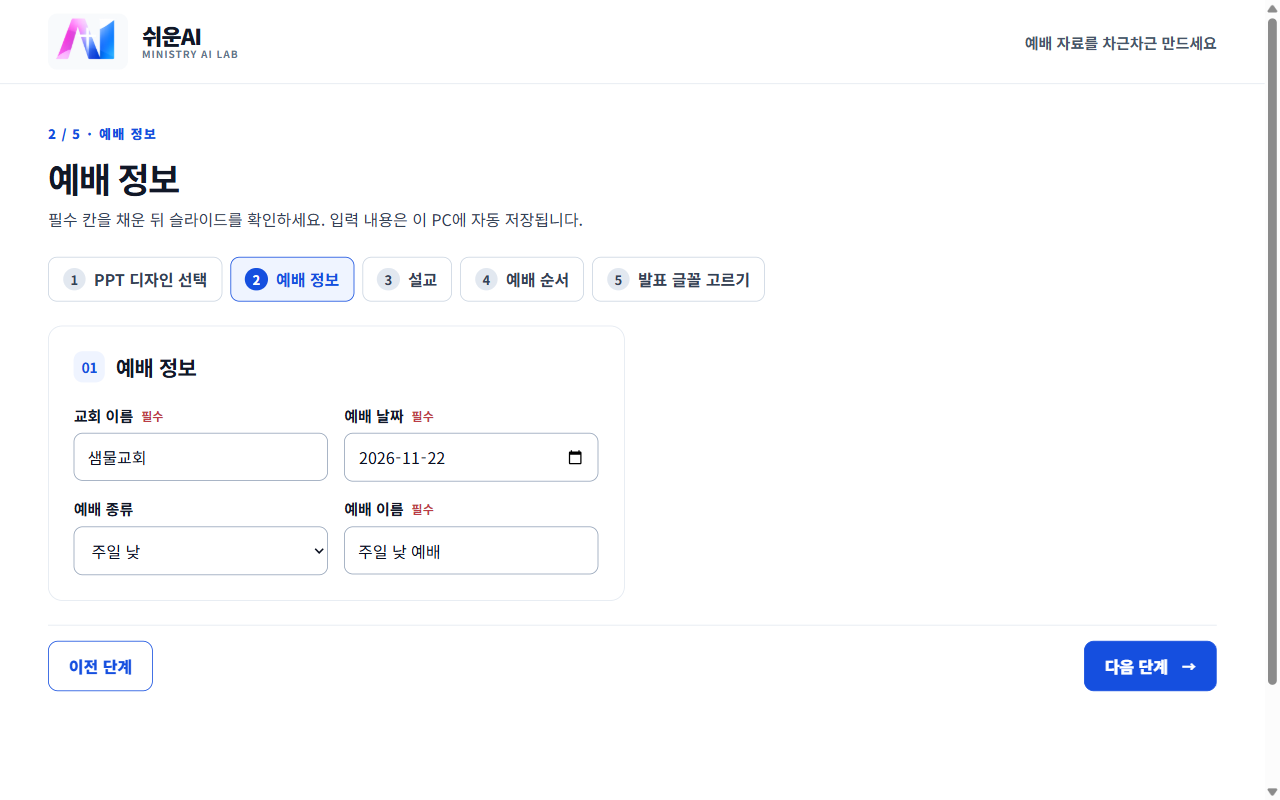 AI
쉬운AI
MINISTRY AI LAB
예배 자료를 차근차근 만드세요
2 / 5 · 예배 정보
예배 정보
필수 칸을 채운 뒤 슬라이드를 확인하세요. 입력 내용은 이 PC에 자동 저장됩니다.
1 PPT 디자인 선택
2 예배 정보
3 설교
4 예배 순서
5 발표 글꼴 고르기
01 예배 정보
교회 이름 필수
샘물교회
예배 날짜 필수
2026-11-22
예배 종류
주일 낮
예배 이름 필수
주일 낮 예배
이전 단계
다음 단계 →